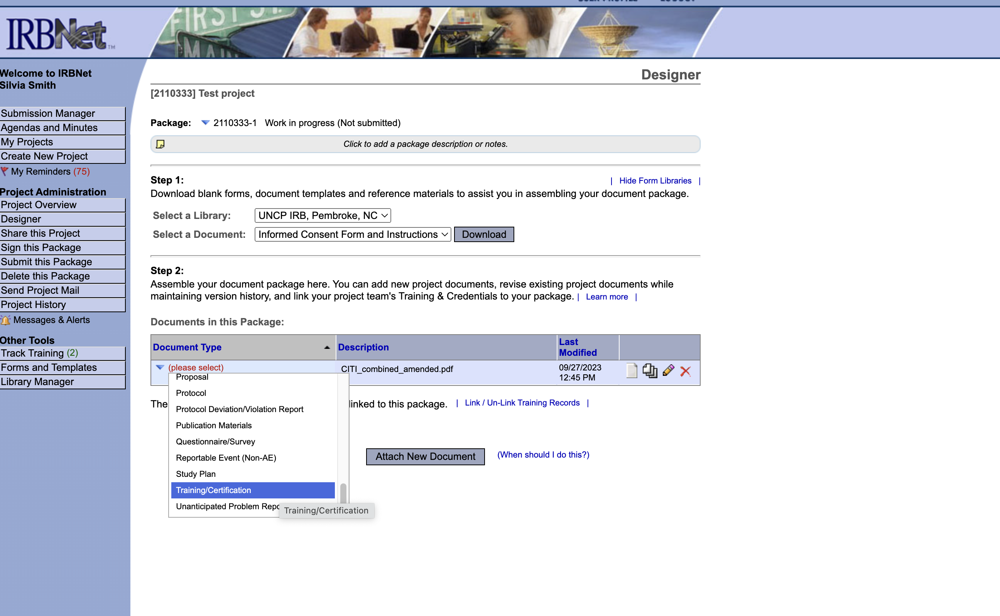 USER PROFILE LOGOUT
FIRST ST.
MAIN
IRBNet™
Welcome to IRBNet
Silvia Smith
Submission Manager
Agendas and Minutes
My Projects
Create New Project
My Reminders (75)
Project Administration
Project Overview
Designer
Share this Project
Sign this Package
Submit this Package
Delete this Package
Send Project Mail
Project History
Messages & Alerts
Other Tools
Track Training (2)
Forms and Templates
Library Manager
Designer
[2110333] Test project
Package: 2110333-1 Work in progress (Not submitted)
Click to add a package description or notes.
Step 1:
| Hide Form Libraries |
Download blank forms, document templates and reference materials to assist you in assembling your document package.
Select a Library: UNCP IRB, Pembroke, NC
Select a Document: Informed Consent Form and Instructions Download
Step 2:
Assemble your document package here. You can add new project documents, revise existing project documents while
maintaining version history, and link your project team's Training & Credentials to your package. | Learn more |
Documents in this Package:
Document Type Description Last
Modified
(please select) CITI_combined_amended.pdf 09/27/2023
12:45 PM
Proposal
Protocol
The linked to this package. | Link / Un-Link Training Records |
Protocol Deviation/Violation Report
Publication Materials
Questionnaire/Survey
Reportable Event (Non-AE)
Attach New Document (When should I do this?)
Study Plan
Training/Certification
Unanticipated Problem Repo
Training/Certification